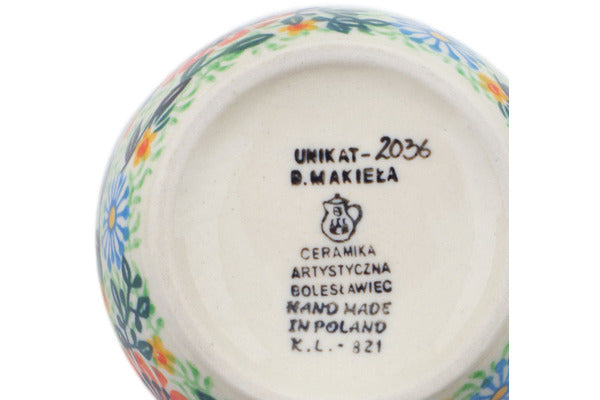 UNIKAT-2036
D.MAKIEŁA
CERAMIKA
ARTYSTYCZNA
BOLESŁAWIEC
HAND MADE
IN POLAND
K.L.-821